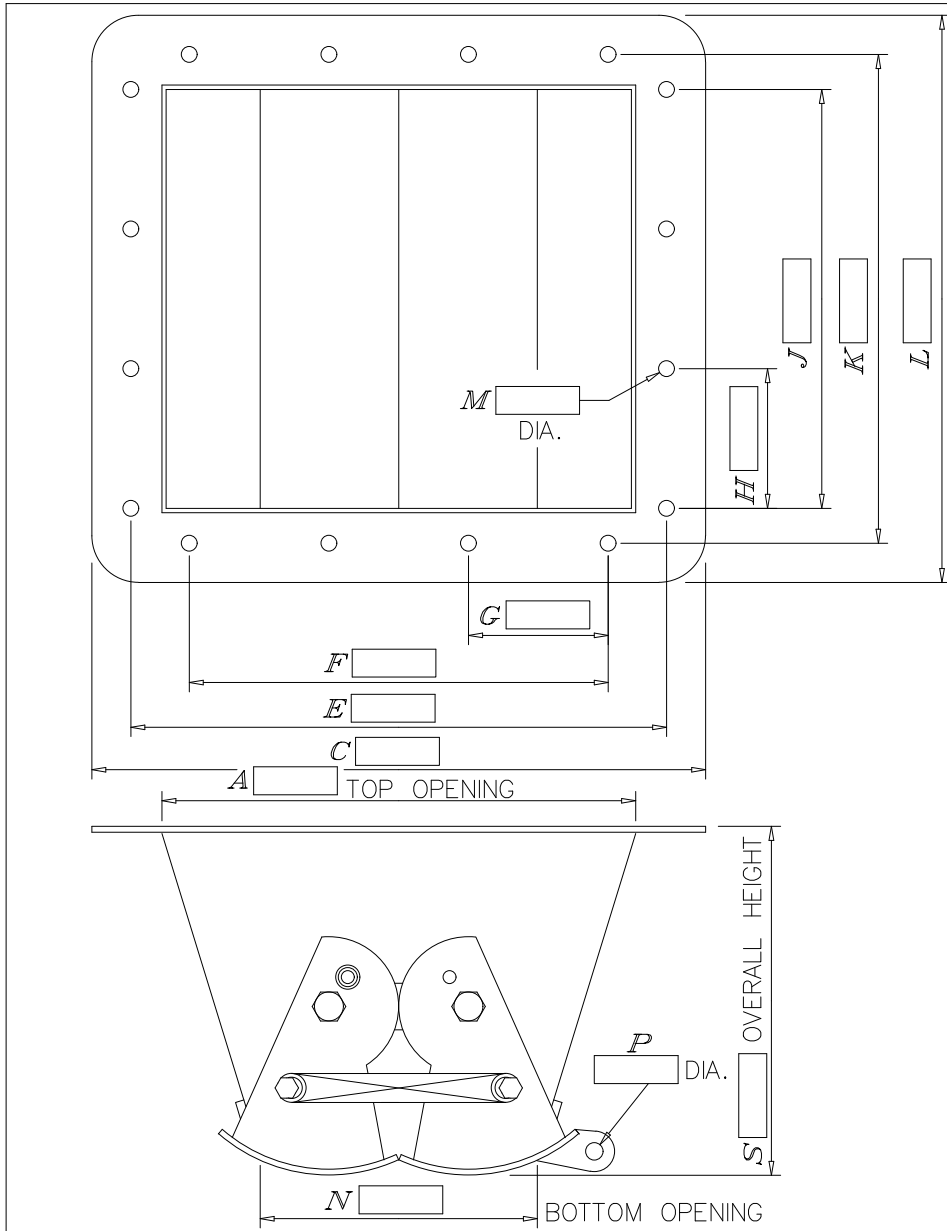 J
K
L
M
DIA.
H
G
F
E
C
A
TOP OPENING
OVERALL HEIGHT
S
P
DIA.
N
BOTTOM OPENING